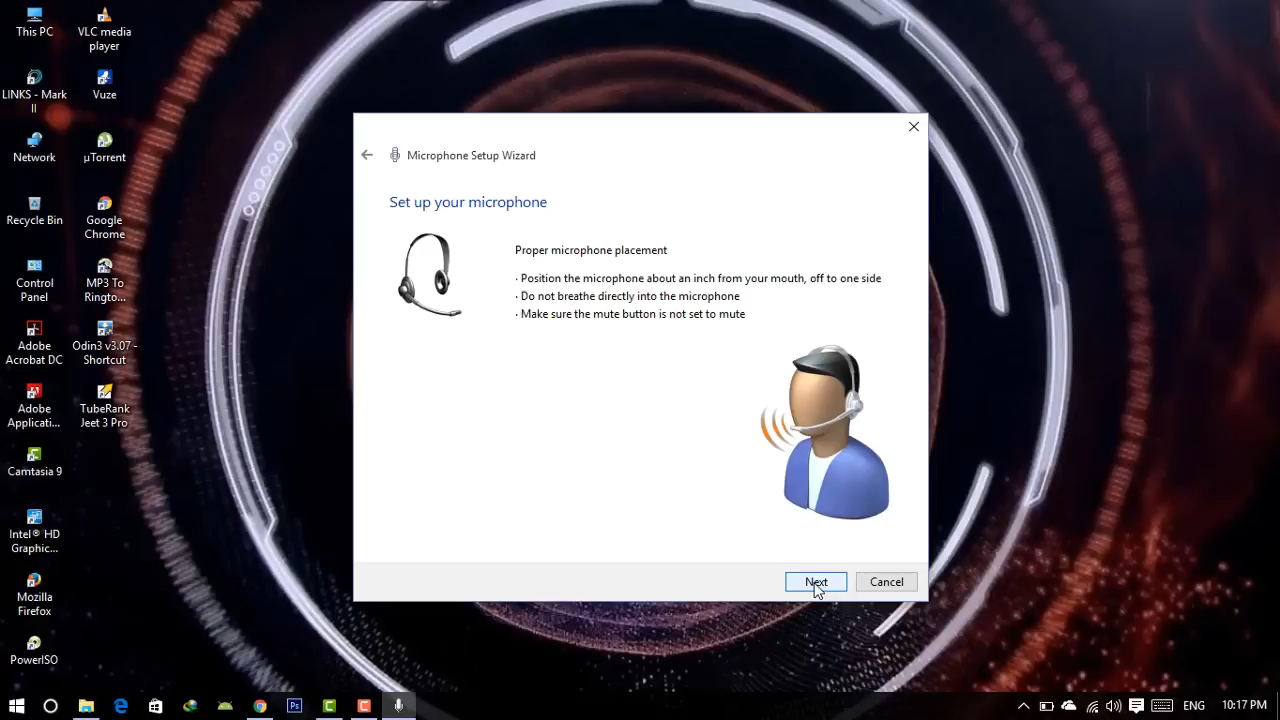 This PC
VLC media
player
LINKS - Mark
II
Vuze
Network
µTorrent
Recycle Bin
Google
Chrome
Control
Panel
MP3 To
Ringto...
Adobe
Acrobat DC
Odin3 v3.07 -
Shortcut
Adobe
Applicati...
TubeRank
Jeet 3 Pro
Camtasia 9
Intel® HD
Graphic...
Mozilla
Firefox
PowerISO
Microphone Setup Wizard
Set up your microphone
Proper microphone placement
· Position the microphone about an inch from your mouth, off to one side
· Do not breathe directly into the microphone
· Make sure the mute button is not set to mute
Next
Cancel
Ps
ENG
10:17 PM